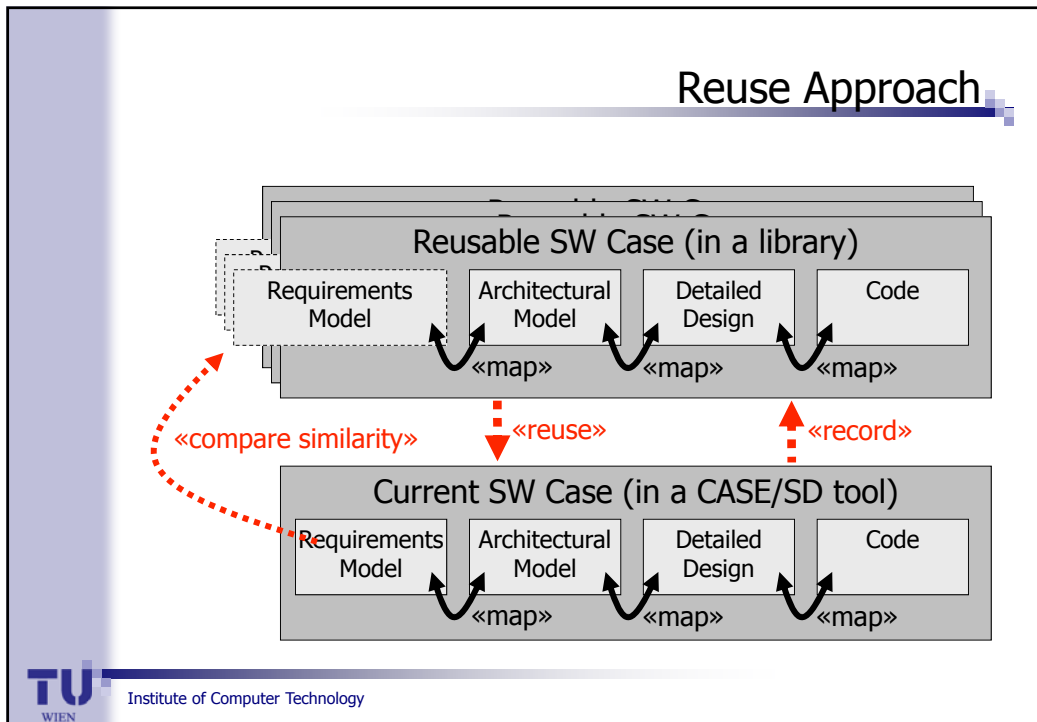 Reuse Approach
Reusable SW Case (in a library)
Requirements
Model
Architectural
Model
Detailed
Design
Code
«map»
«map»
«map»
«compare similarity»
«reuse»
«record»
Current SW Case (in a CASE/SD tool)
Requirements
Model
Architectural
Model
Detailed
Design
Code
«map»
«map»
«map»
TU
WIEN
Institute of Computer Technology